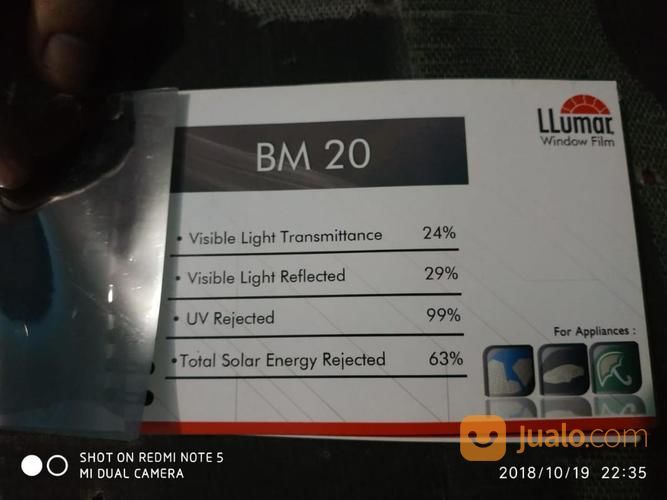 LLumar
Window Film
BM 20
• Visible Light Transmittance 24%
• Visible Light Reflected 29%
• UV Rejected 99%
• Total Solar Energy Rejected 63%
For Appliances :
jualo.com
SHOT ON REDMI NOTE 5
MI DUAL CAMERA
2018/10/19 22:35